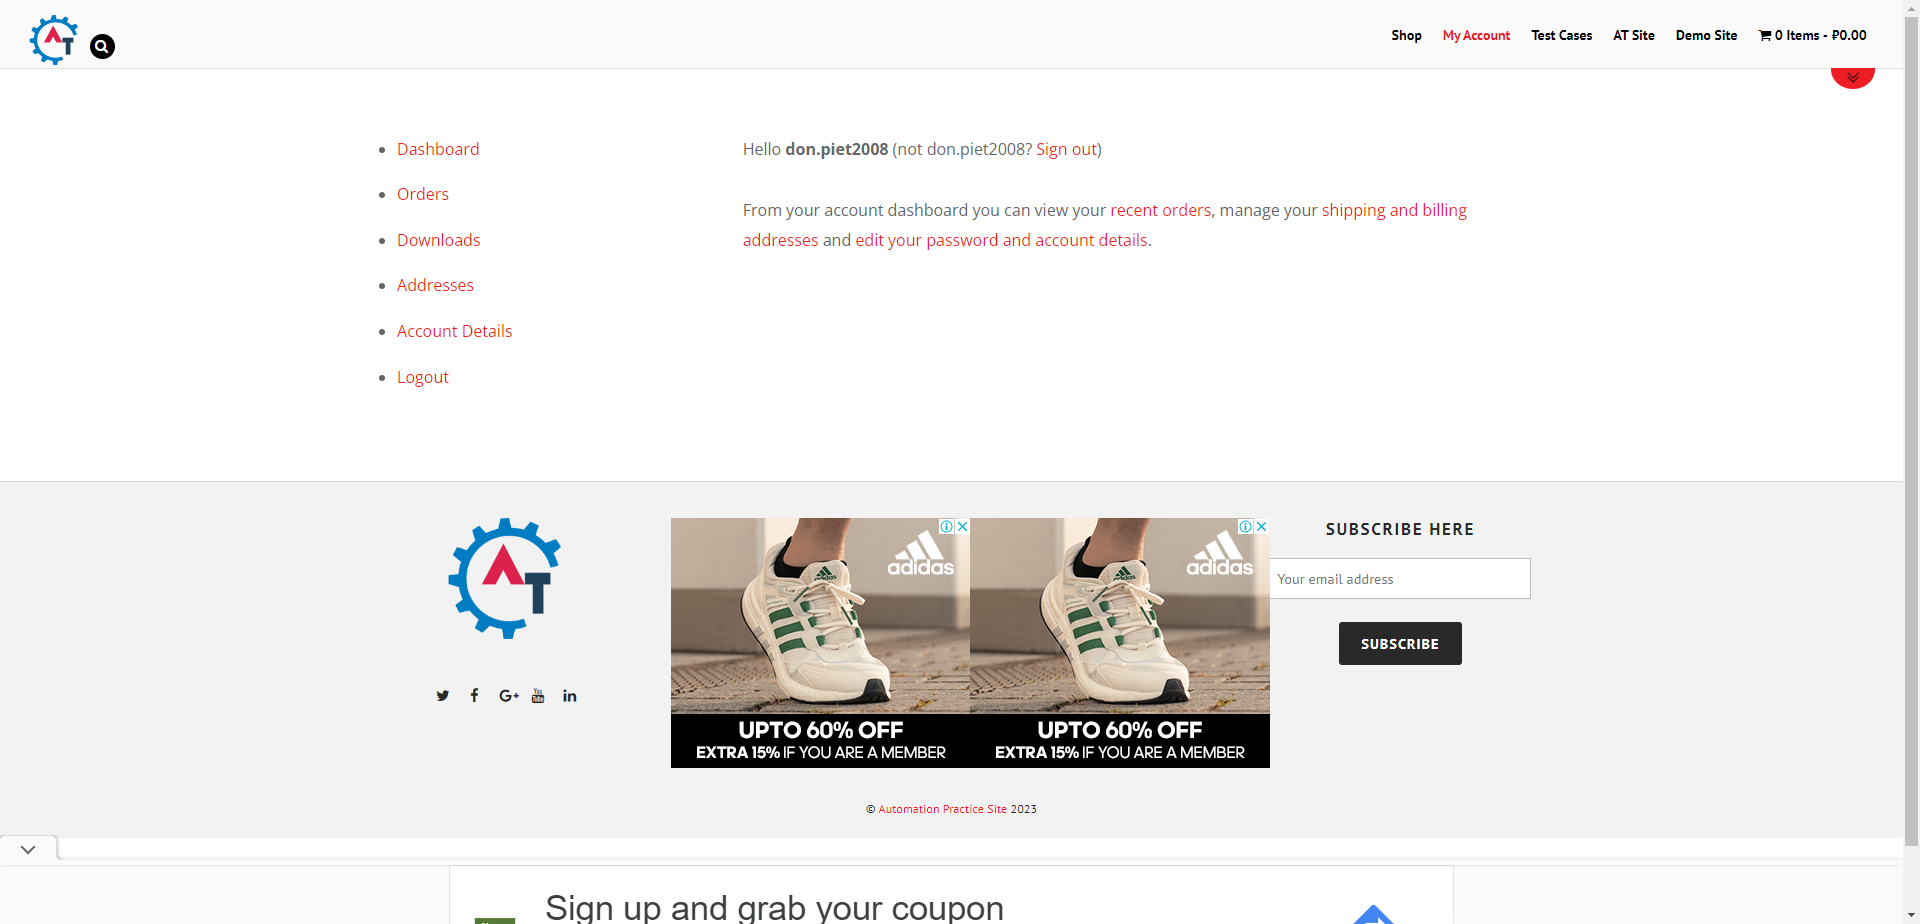 AT
Shop
My Account
Test Cases
AT Site
Demo Site
0 Items - ₽0.00
Dashboard
Orders
Downloads
Addresses
Account Details
Logout
Hello don.piet2008 (not don.piet2008? Sign out)
From your account dashboard you can view your recent orders, manage your shipping and billing
addresses and edit your password and account details.
AT
adidas
UPTO 60% OFF
EXTRA 15% IF YOU ARE A MEMBER
adidas
UPTO 60% OFF
EXTRA 15% IF YOU ARE A MEMBER
SUBSCRIBE HERE
Your email address
SUBSCRIBE
© Automation Practice Site 2023
Sign up and grab your coupon